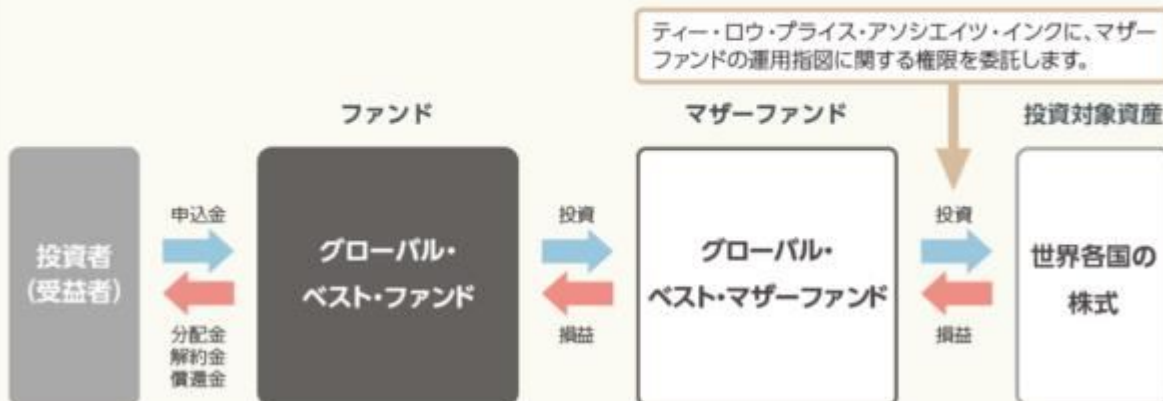 ティー・ロウ・プライス・アソシエイツ・インクに、マザー
ファンドの運用指図に関する権限を委託します。
ファンド
マザーファンド
投資対象資産
投資者
(受益者)
申込金
分配金
解約金
償還金
グローバル・
ベスト・ファンド
投資
損益
グローバル・
ベスト・マザーファンド
投資
損益
世界各国の
株式